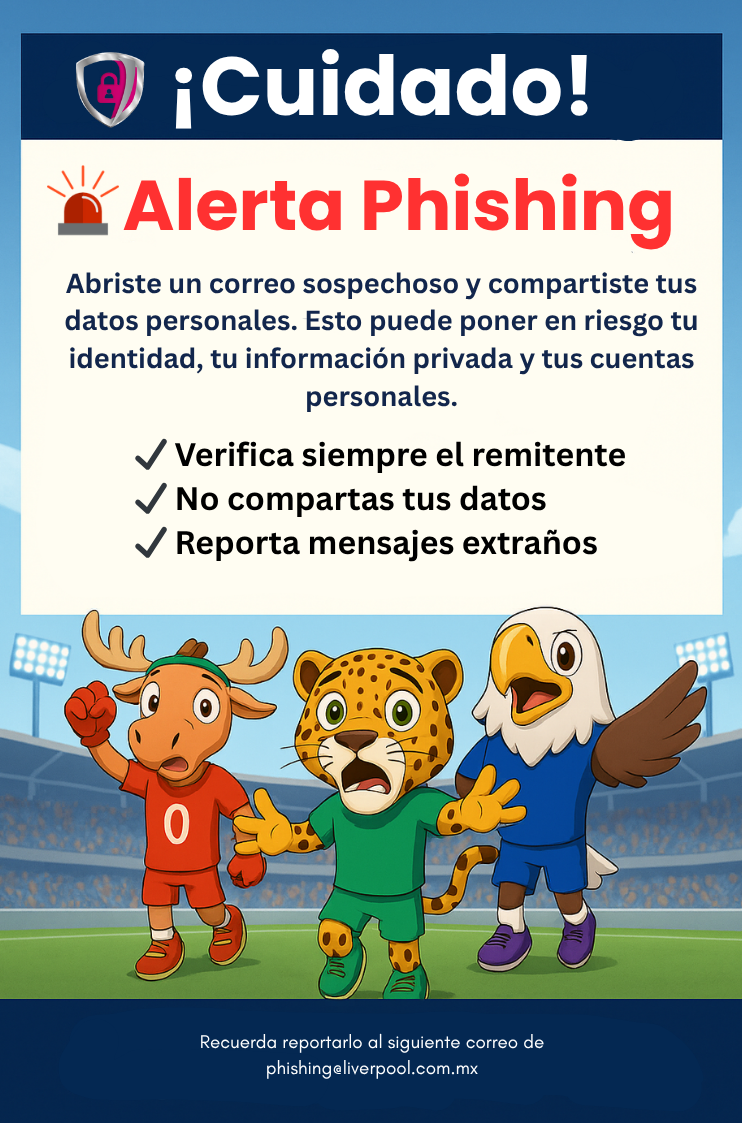 ¡Cuidado!
Alerta Phishing
Abriste un correo sospechoso y compartiste tus
datos personales. Esto puede poner en riesgo tu
identidad, tu información privada y tus cuentas
personales.
✓ Verifica siempre el remitente
✓ No compartas tus datos
✓ Reporta mensajes extraños
0
Recuerda reportarlo al siguiente correo de
phishing@liverpool.com.mx